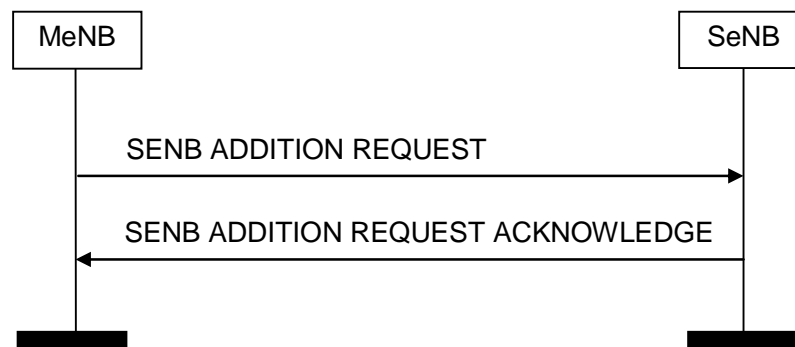 MeNB
SeNB
SENB ADDITION REQUEST
SENB ADDITION REQUEST ACKNOWLEDGE